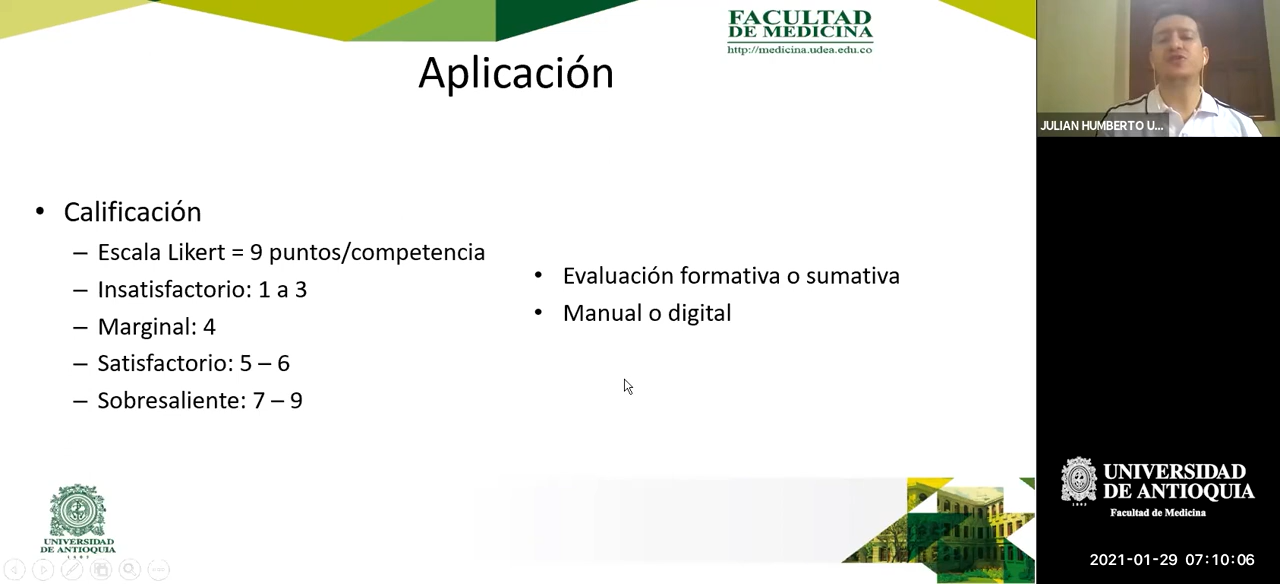 FACULTAD
DE MEDICINA
http://medicina.udea.edu.co
Aplicación
• Calificación
– Escala Likert = 9 puntos/competencia
– Insatisfactorio: 1 a 3
– Marginal: 4
– Satisfactorio: 5 – 6
– Sobresaliente: 7 – 9
• Evaluación formativa o sumativa
• Manual o digital
JULIAN HUMBERTO U...
UNIVERSIDAD
DE ANTIOQUIA
UNIVERSIDAD
DE ANTIOQUIA
1803
Facultad de Medicina
2021-01-29 07:10:06